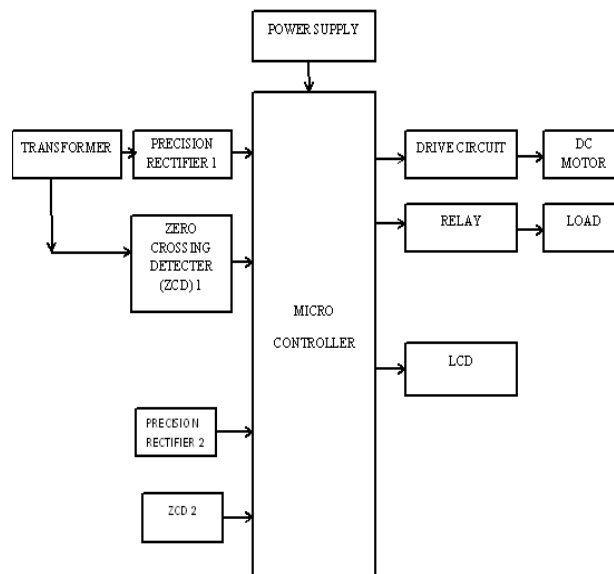 POWER SUPPLY
TRANSFORMER
PRECISION
RECTIFIER 1
DRIVE CIRCUIT
DC
MOTOR
ZERO
CROSSING
DETECTER
(ZCD) 1
RELAY
LOAD
MICRO
CONTROLLER
LCD
PRECISION
RECTIFIER 2
ZCD 2